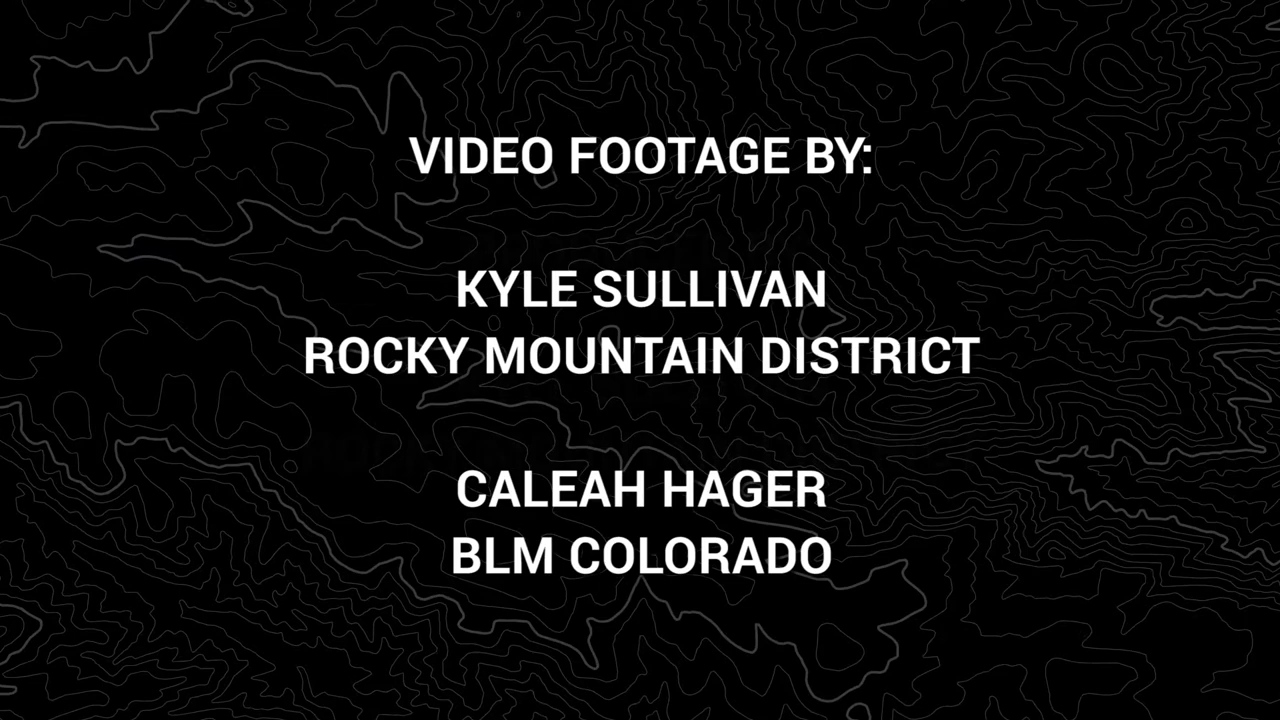 VIDEO FOOTAGE BY:
KYLE SULLIVAN
ROCKY MOUNTAIN DISTRICT
CALEAH HAGER
BLM COLORADO